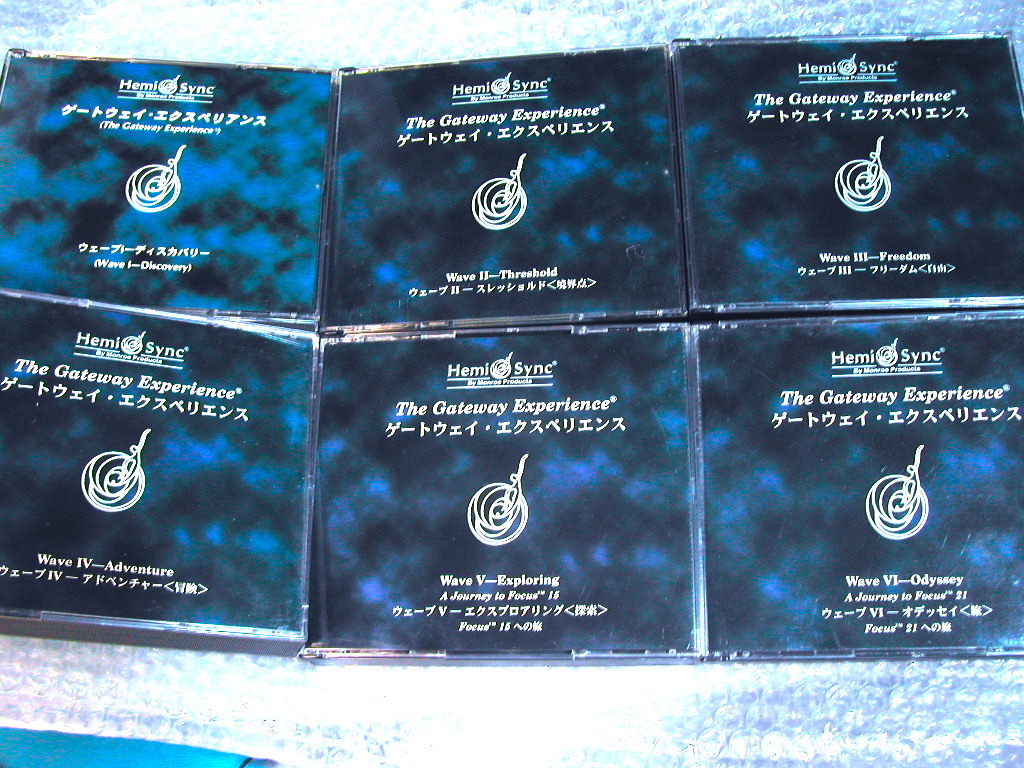 Hemi Sync®
By Monroe Products
ゲートウェイ・エクスペリアンス
(The Gateway Experience®)
ウェーブI―ディスカバリー
(Wave I—Discovery)
Hemi Sync®
By Monroe Products
The Gateway Experience®
ゲートウェイ・エクスペリエンス
Wave II—Threshold
ウェーブ II ― スレッショルド<境界点>
Hemi Sync®
By Monroe Products
The Gateway Experience®
ゲートウェイ・エクスペリエンス
Wave III—Freedom
ウェーブ III ― フリーダム<自由>
Hemi Sync®
By Monroe Products
The Gateway Experience®
ゲートウェイ・エクスペリエンス
Wave IV—Adventure
ウェーブ IV ― アドベンチャー<冒険>
Hemi Sync®
By Monroe Products
The Gateway Experience®
ゲートウェイ・エクスペリエンス
Wave V—Exploring
A Journey to Focus™ 15
ウェーブ V ― エクスプロアリング<探索>
Focus™ 15 への旅
Hemi Sync®
By Monroe Products
The Gateway Experience®
ゲートウェイ・エクスペリエンス
Wave VI—Odyssey
A Journey to Focus™ 21
ウェーブ VI ― オデッセイ<旅>
Focus™ 21 への旅